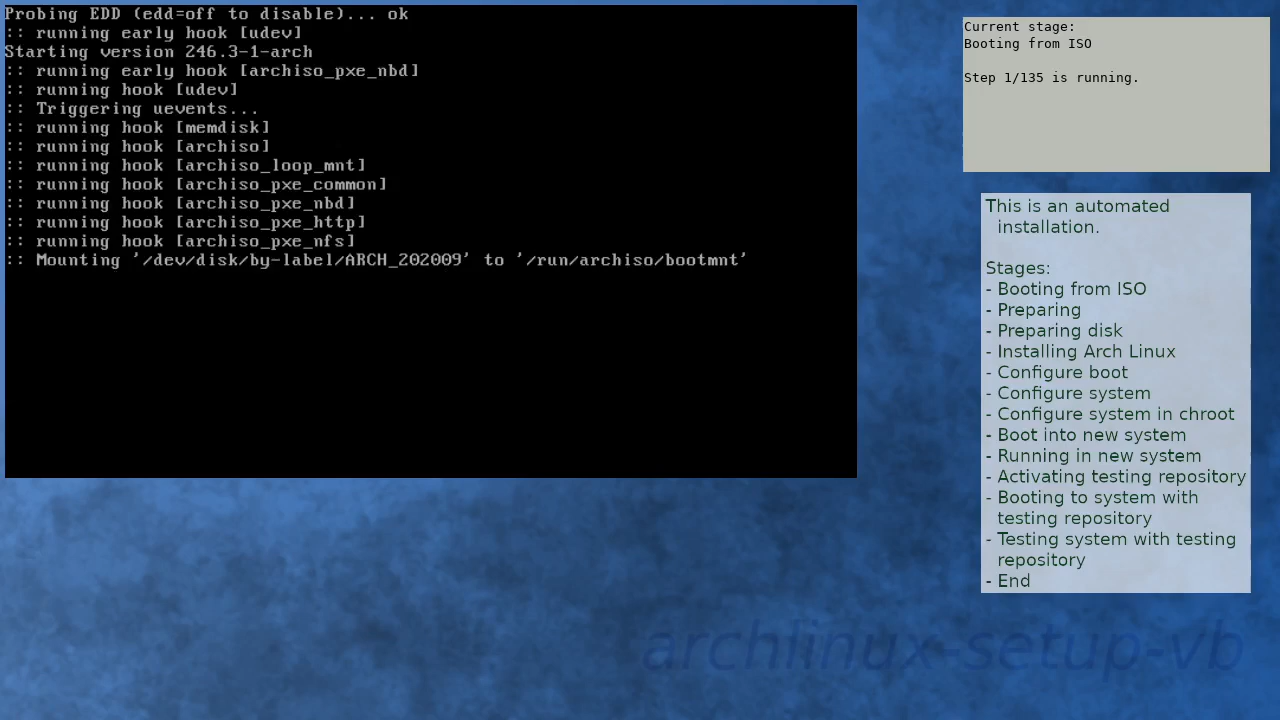 Probing EDD (edd=off to disable)... ok
:: running early hook [udev]
Starting version 246.3-1-arch
:: running early hook [archiso_pxe_nbd]
:: running hook [udev]
:: Triggering uevents...
:: running hook [memdisk]
:: running hook [archiso]
:: running hook [archiso_loop_mnt]
:: running hook [archiso_pxe_common]
:: running hook [archiso_pxe_nbd]
:: running hook [archiso_pxe_http]
:: running hook [archiso_pxe_nfs]
:: Mounting '/dev/disk/by-label/ARCH_202009' to '/run/archiso/bootmnt'
Current stage:
Booting from ISO
Step 1/135 is running.
This is an automated
installation.
Stages:
- Booting from ISO
- Preparing
- Preparing disk
- Installing Arch Linux
- Configure boot
- Configure system
- Configure system in chroot
- Boot into new system
- Running in new system
- Activating testing repository
- Booting to system with
testing repository
- Testing system with testing
repository
- End
archlinux-setup-vb